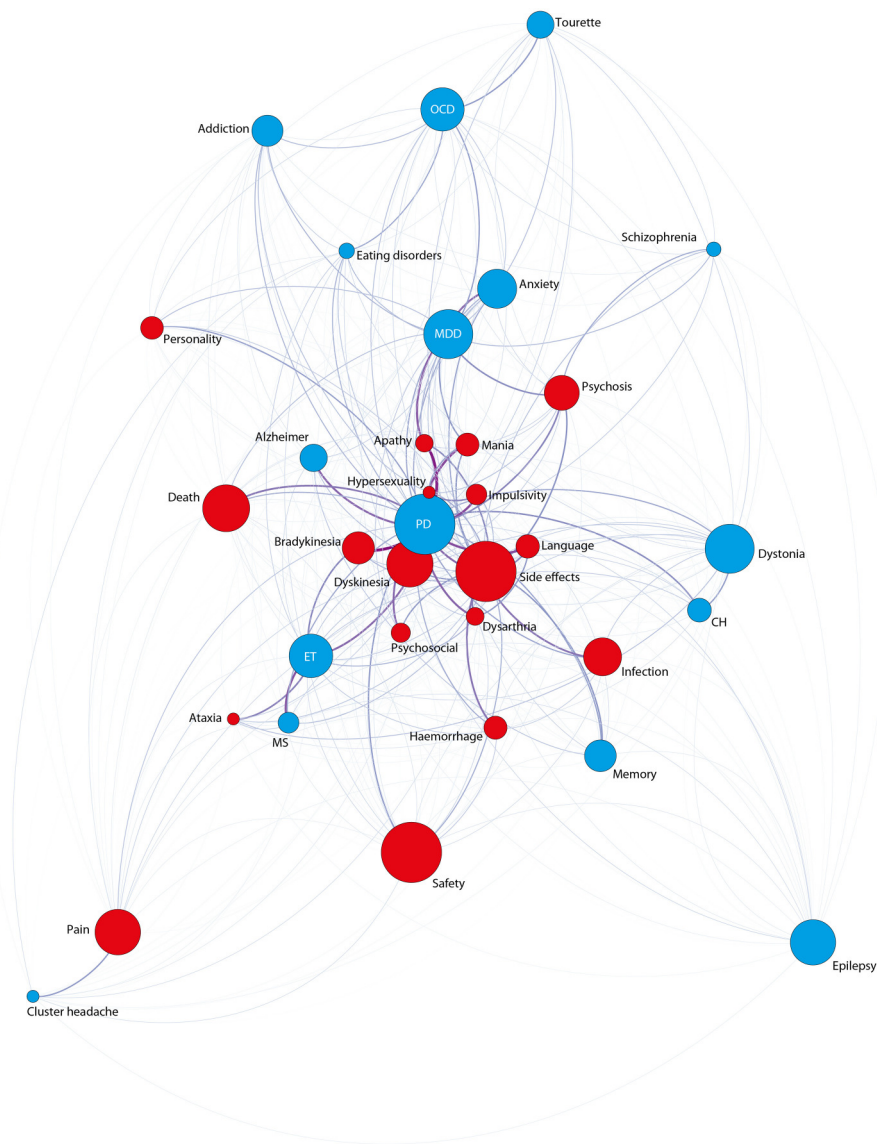 Tourette
OCD
Addiction
Schizophrenia
Eating disorders
Anxiety
MDD
Personality
Psychosis
Alzheimer
Apathy
Mania
Hypersexuality
Impulsivity
Death
PD
Bradykinesia
Language
Dystonia
Dyskinesia
Side effects
CH
Dysarthria
Psychosocial
ET
Infection
Ataxia
MS
Haemorrhage
Memory
Safety
Pain
Epilepsy
Cluster headache